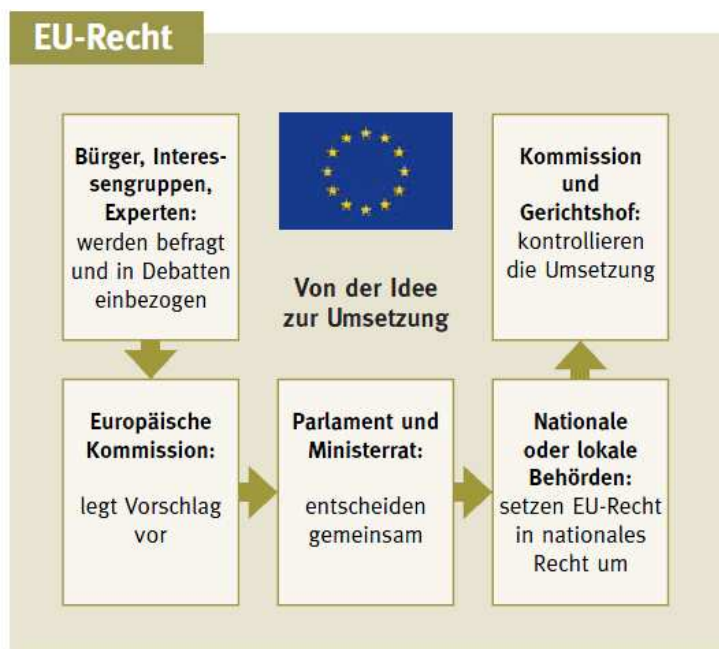 EU-Recht
Bürger, Interes-
sengruppen,
Experten:
werden befragt
und in Debatten
einbezogen
Von der Idee
zur Umsetzung
Kommission
und
Gerichtshof:
kontrollieren
die Umsetzung
Europäische
Kommission:
legt Vorschlag
vor
Parlament und
Ministerrat:
entscheiden
gemeinsam
Nationale
oder lokale
Behörden:
setzen EU-Recht
in nationales
Recht um